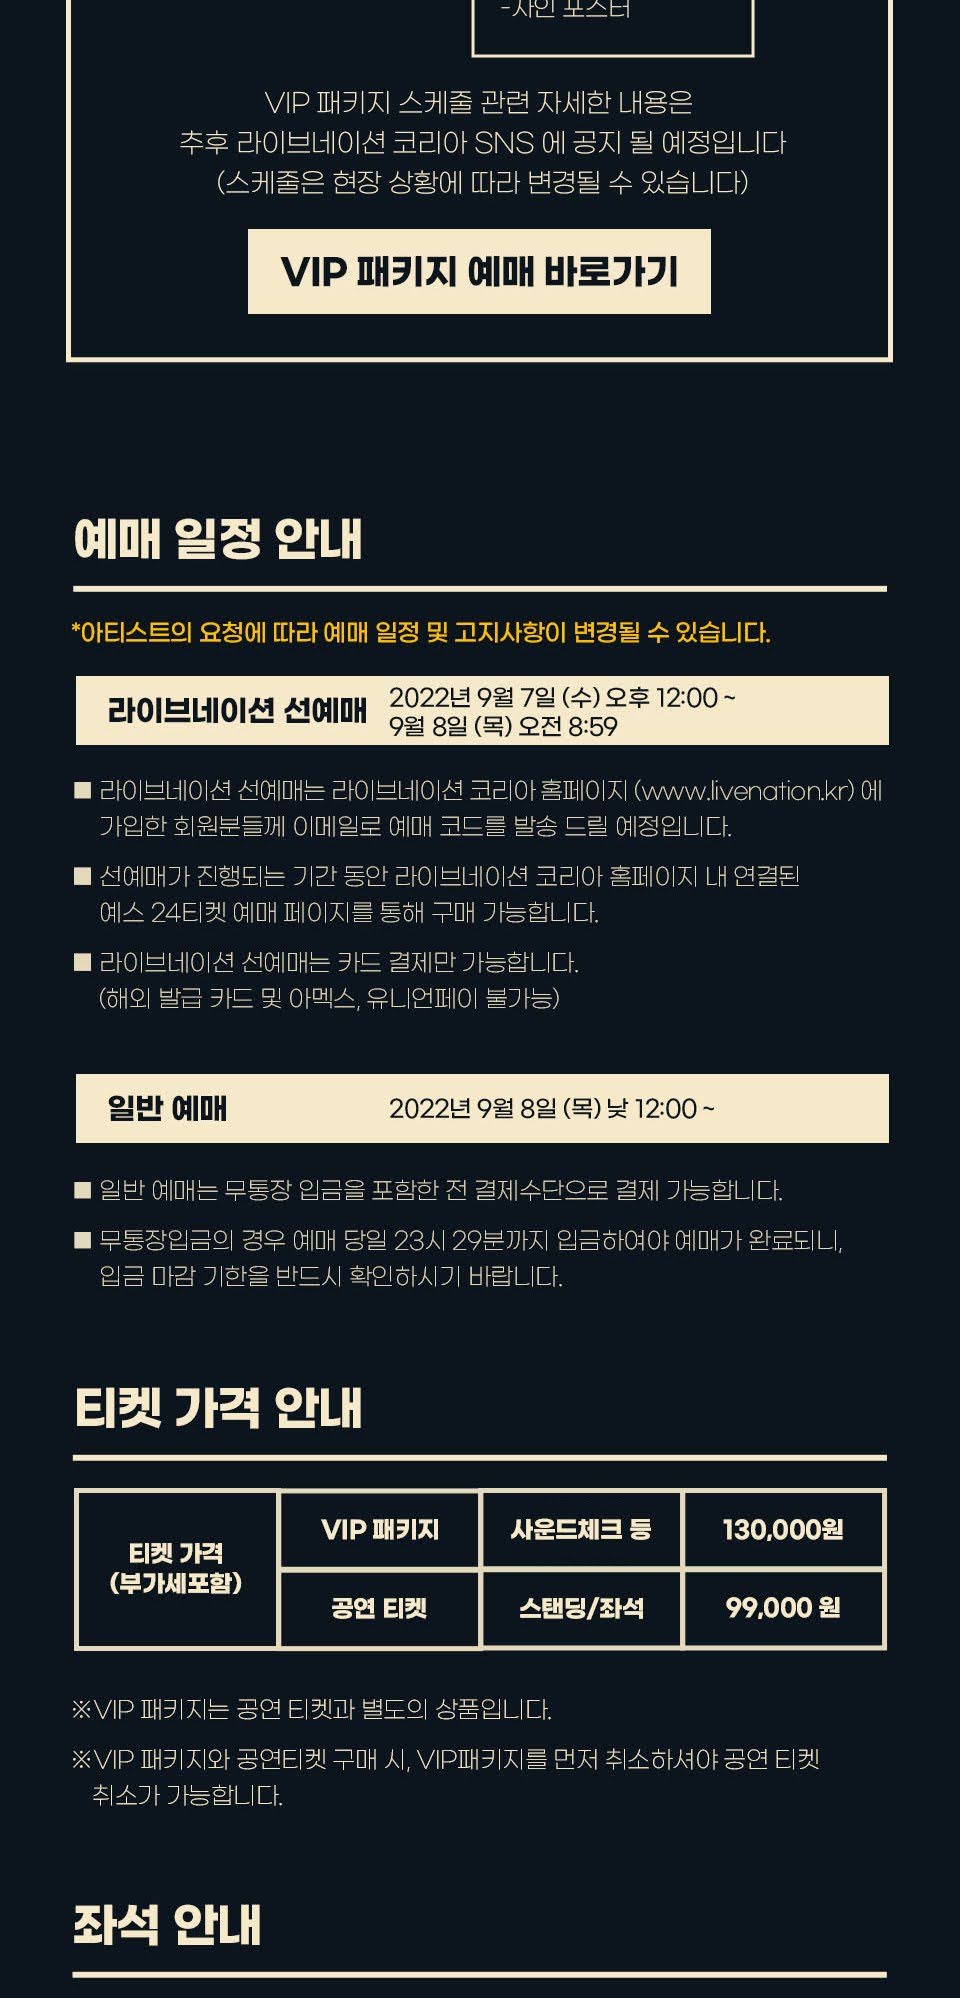 -사인 포스터
VIP 패키지 스케줄 관련 자세한 내용은
추후 라이브네이션 코리아 SNS 에 공지 될 예정입니다
(스케줄은 현장 상황에 따라 변경될 수 있습니다)
VIP 패키지 예매 바로가기
예매 일정 안내
*아티스트의 요청에 따라 예매 일정 및 고지사항이 변경될 수 있습니다.
라이브네이션 선예매
2022년 9월 7일 (수) 오후 12:00 ~
9월 8일 (목) 오전 8:59
■ 라이브네이션 선예매는 라이브네이션 코리아 홈페이지 (www.livenation.kr) 에
가입한 회원분들께 이메일로 예매 코드를 발송 드릴 예정입니다.
■ 선예매가 진행되는 기간 동안 라이브네이션 코리아 홈페이지 내 연결된
예스 24티켓 예매 페이지를 통해 구매 가능합니다.
■ 라이브네이션 선예매는 카드 결제만 가능합니다.
(해외 발급 카드 및 아멕스, 유니언페이 불가능)
일반 예매
2022년 9월 8일 (목) 낮 12:00 ~
■ 일반 예매는 무통장 입금을 포함한 전 결제수단으로 결제 가능합니다.
■ 무통장입금의 경우 예매 당일 23시 29분까지 입금하여야 예매가 완료되니,
입금 마감 기한을 반드시 확인하시기 바랍니다.
티켓 가격 안내
티켓 가격
(부가세포함)
VIP 패키지
사운드체크 등
130,000원
공연 티켓
스탠딩/좌석
99,000 원
※VIP 패키지는 공연 티켓과 별도의 상품입니다.
※VIP 패키지와 공연티켓 구매 시, VIP패키지를 먼저 취소하셔야 공연 티켓
취소가 가능합니다.
좌석 안내